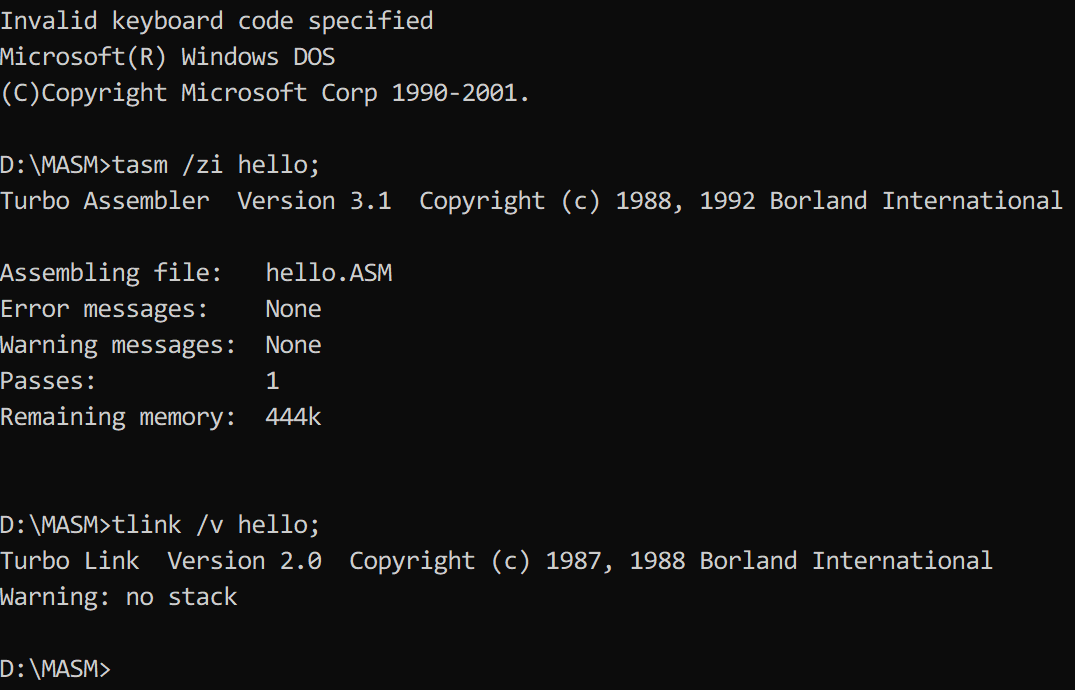 Invalid keyboard code specified
Microsoft(R) Windows DOS
(C)Copyright Microsoft Corp 1990-2001.
D:\MASM>tasm /zi hello;
Turbo Assembler  Version 3.1  Copyright (c) 1988, 1992 Borland International
Assembling file:   hello.ASM
Error messages:    None
Warning messages:  None
Passes:            1
Remaining memory:  444k
D:\MASM>tlink /v hello;
Turbo Link  Version 2.0  Copyright (c) 1987, 1988 Borland International
Warning: no stack
D:\MASM>